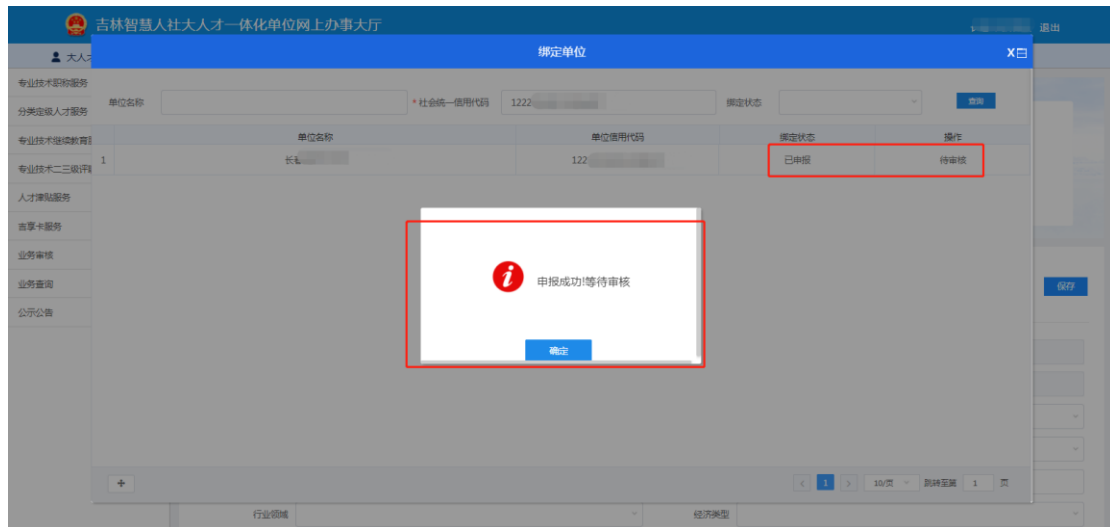 吉林智慧人社大人才一体化单位网上办事大厅
退出
大人才
绑定单位
X
专业技术职称服务
分类定级人才服务
专业技术继续教育
专业技术二三级评
人才津贴服务
吉享卡服务
业务审核
业务查询
公示公告
单位名称
*社会统一信用代码 1222
绑定状态
查询
单位名称 单位信用代码 绑定状态 操作
1 长 122 已申报 待审核
申报成功!等待审核
确定
保存
+
< 1 > 10/页 跳转至第 1 页
行业领域 经济类型